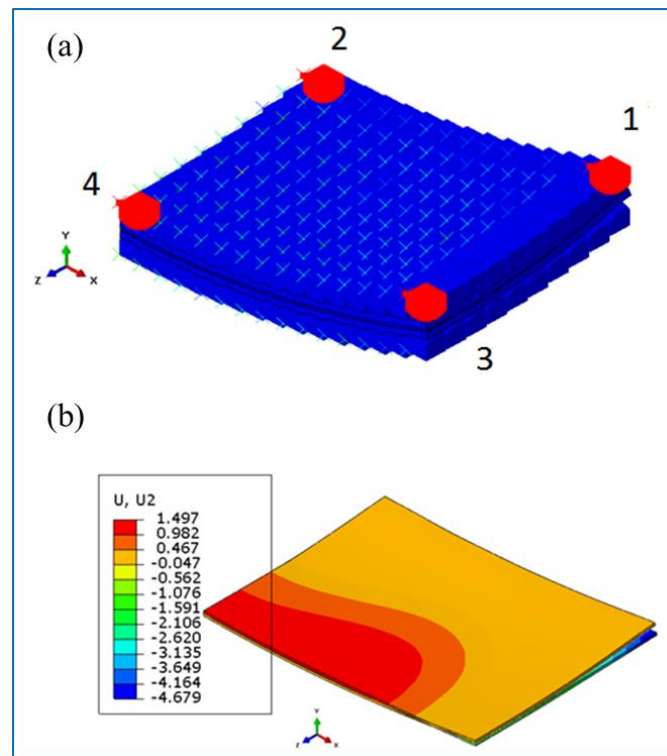 (a)
2
1
4
Y
Z
X
3
(b)
U, U2
1.497
0.982
0.467
-0.047
-0.562
-1.076
-1.591
-2.106
-2.620
-3.135
-3.649
-4.164
-4.679
Y
Z
X